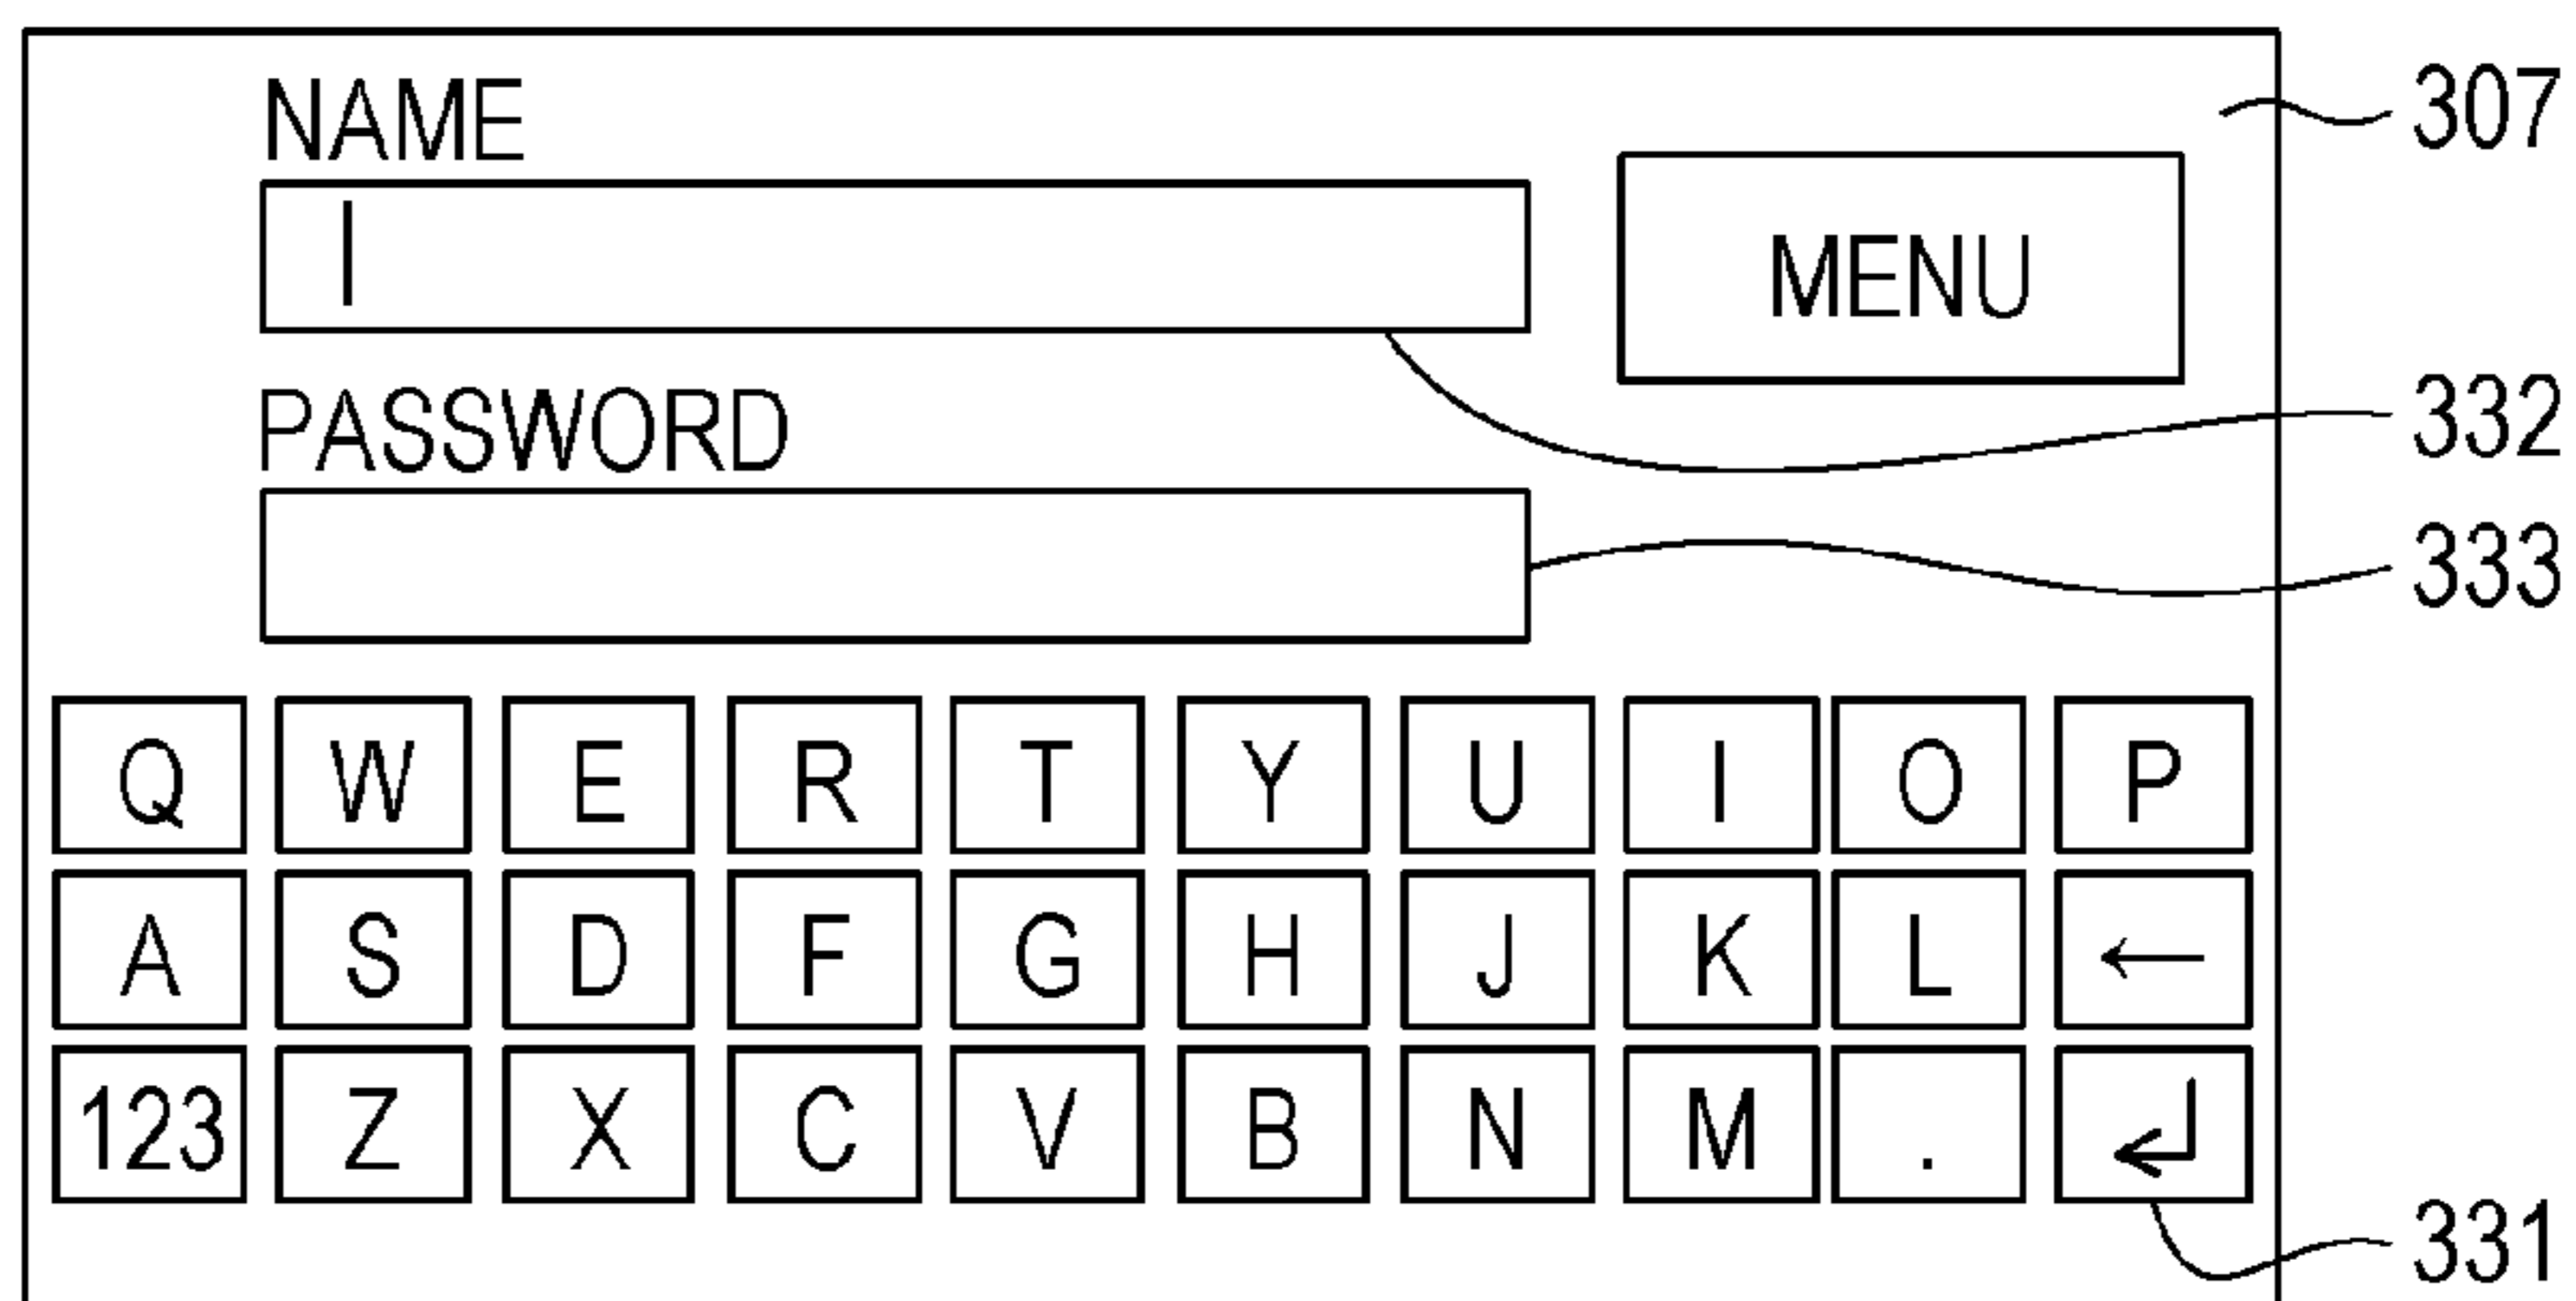 NAME
307
MENU
332
PASSWORD
333
Q W E R T Y U I O P
A S D F G H J K L ←
123 Z X C V B N M . ↵
331